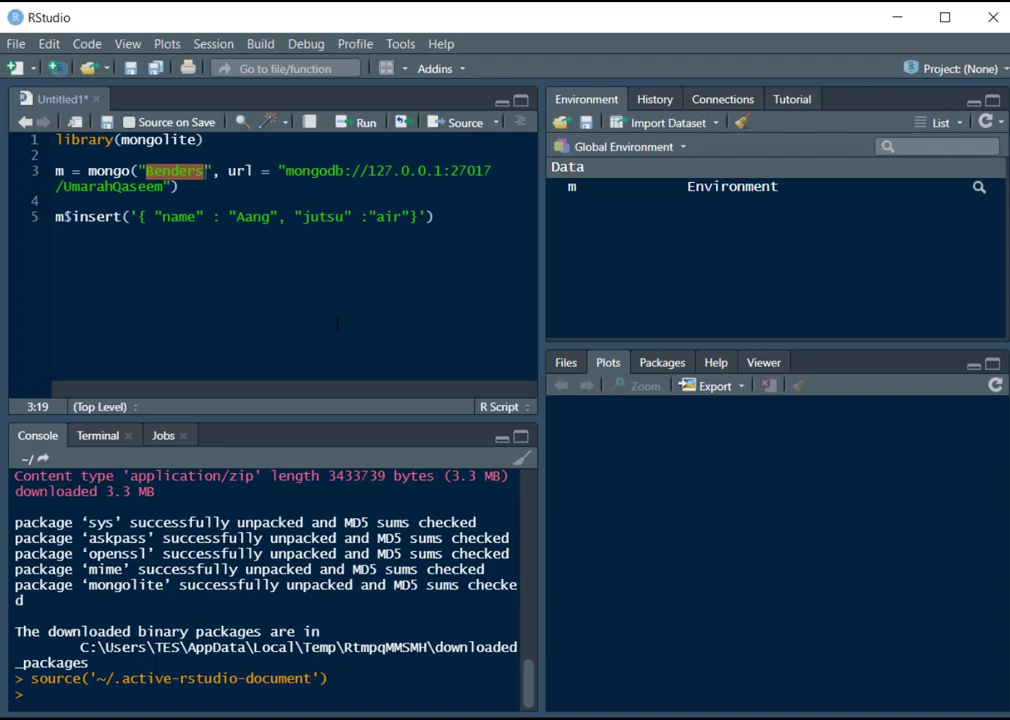 RStudio
File Edit Code View Plots Session Build Debug Profile Tools Help
Go to file/function Addins Project: (None)
Untitled1*
Source on Save Run Source
1 library(mongolite)
2
3 m = mongo("Benders", url = "mongodb://127.0.0.1:27017
/UmarahQaseem")
4
5 m$insert('{ "name" : "Aang", "jutsu" :"air"}')
3:19 (Top Level) R Script
Console Terminal Jobs
~/
Content type 'application/zip' length 3433739 bytes (3.3 MB)
downloaded 3.3 MB
package ‘sys’ successfully unpacked and MD5 sums checked
package ‘askpass’ successfully unpacked and MD5 sums checked
package ‘openssl’ successfully unpacked and MD5 sums checked
package ‘mime’ successfully unpacked and MD5 sums checked
package ‘mongolite’ successfully unpacked and MD5 sums checke
d
The downloaded binary packages are in
C:\Users\TES\AppData\Local\Temp\RtmpqMMSMH\downloaded
_packages
> source('~/.active-rstudio-document')
>
Environment History Connections Tutorial
Import Dataset List
Global Environment
Data
m Environment
Files Plots Packages Help Viewer
Zoom Export